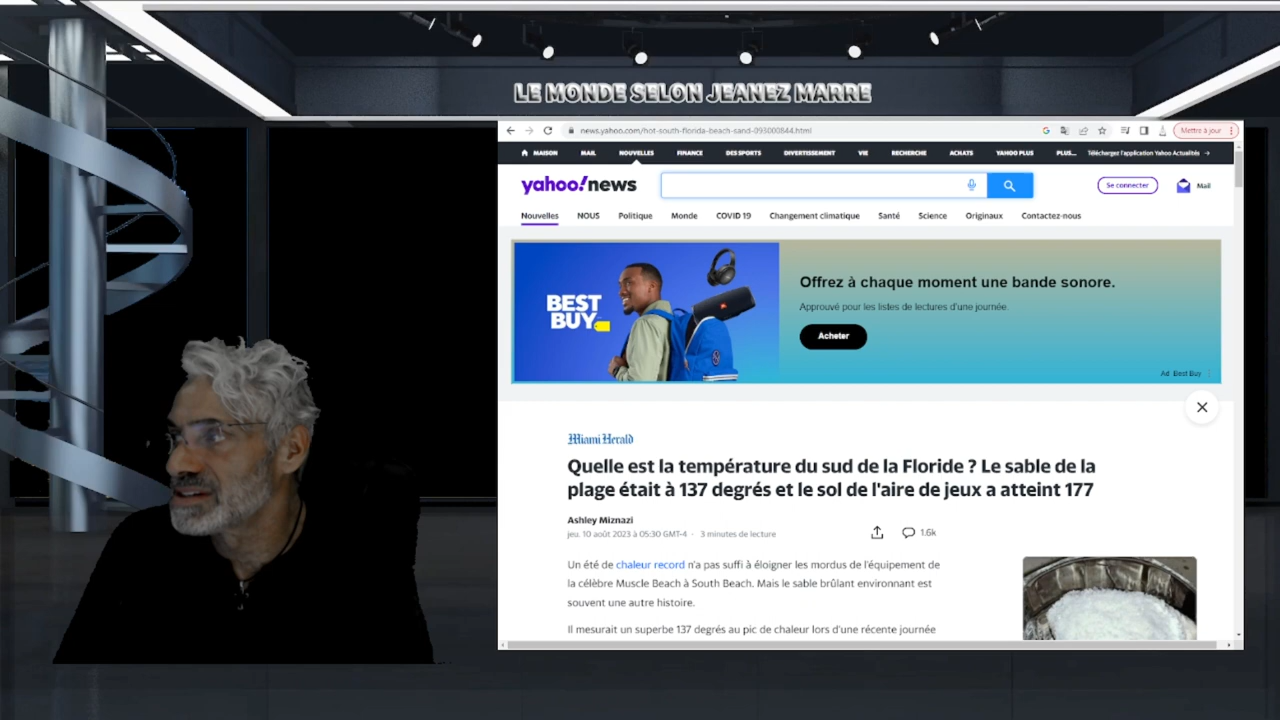 LE MONDE SELON JEANEZ MARRE
news.yahoo.com/hot-south-florida-beach-sand-093000844.html
Mettre à jour
MAISON MAIL NOUVELLES FINANCE DES SPORTS DIVERTISSEMENT VIE RECHERCHE ACHATS YAHOO PLUS PLUS... Téléchargez l'application Yahoo Actualités →
yahoo!news
Se connecter
Mail
Nouvelles NOUS Politique Monde COVID 19 Changement climatique Santé Science Originaux Contactez-nous
BEST
BUY
Offrez à chaque moment une bande sonore.
Approuvé pour les listes de lectures d'une journée.
Acheter
JBL
Ad Best Buy
Miami Herald
Quelle est la température du sud de la Floride ? Le sable de la
plage était à 137 degrés et le sol de l'aire de jeux a atteint 177
Ashley Miznazi
jeu. 10 août 2023 à 05:30 GMT-4 · 3 minutes de lecture
1.6k
Un été de chaleur record n'a pas suffi à éloigner les mordus de l'équipement de
la célèbre Muscle Beach à South Beach. Mais le sable brûlant environnant est
souvent une autre histoire.
Il mesurait un superbe 137 degrés au pic de chaleur lors d'une récente journée